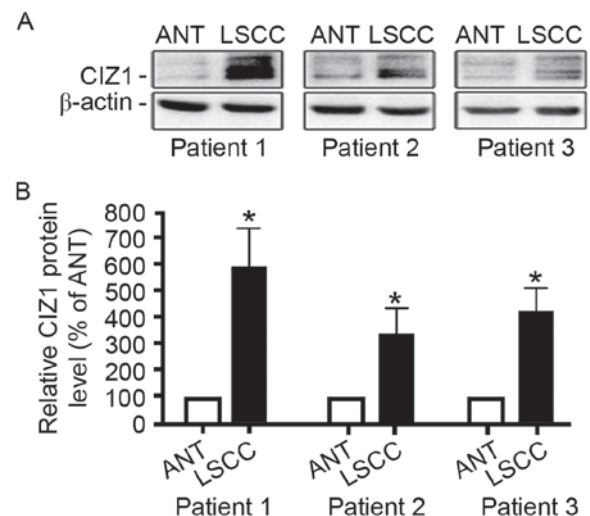 A
ANT LSCC ANT LSCC ANT LSCC
CIZ1 -
β-actin -
Patient 1 Patient 2 Patient 3
B
Relative CIZ1 protein
level (% of ANT)
800
700
600
500
400
300
200
100
0
* * *
ANT LSCC ANT LSCC ANT LSCC
Patient 1 Patient 2 Patient 3